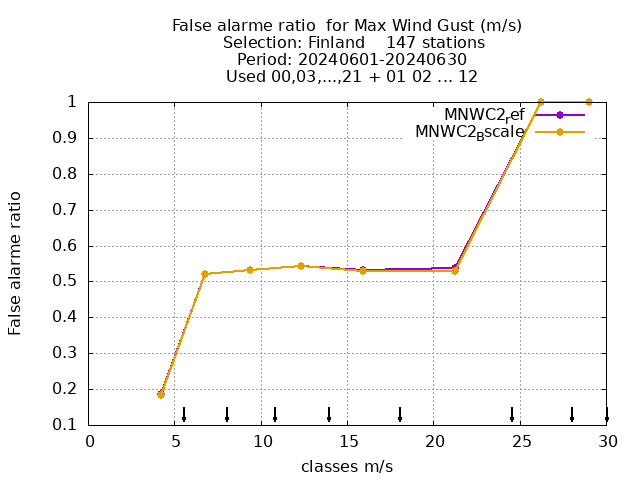 False alarme ratio  for Max Wind Gust (m/s)
Selection: Finland    147 stations
Period: 20240601-20240630
Used 00,03,...,21 + 01 02 ... 12
MNWC2_ref
MNWC2_Bscale
1
0.9
0.8
0.7
0.6
0.5
0.4
0.3
0.2
0.1
False alarme ratio
0 5 10 15 20 25 30
classes m/s